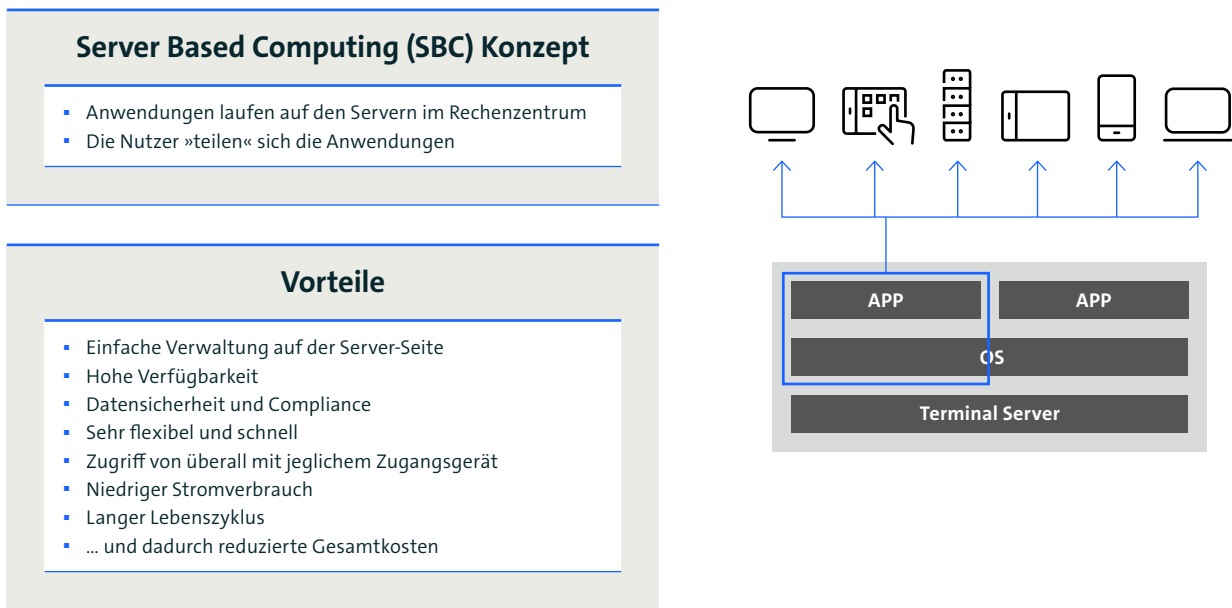 Server Based Computing (SBC) Konzept
▪ Anwendungen laufen auf den Servern im Rechenzentrum
▪ Die Nutzer »teilen« sich die Anwendungen
Vorteile
▪ Einfache Verwaltung auf der Server-Seite
▪ Hohe Verfügbarkeit
▪ Datensicherheit und Compliance
▪ Sehr flexibel und schnell
▪ Zugriff von überall mit jeglichem Zugangsgerät
▪ Niedriger Stromverbrauch
▪ Langer Lebenszyklus
▪ … und dadurch reduzierte Gesamtkosten
APP
APP
OS
Terminal Server